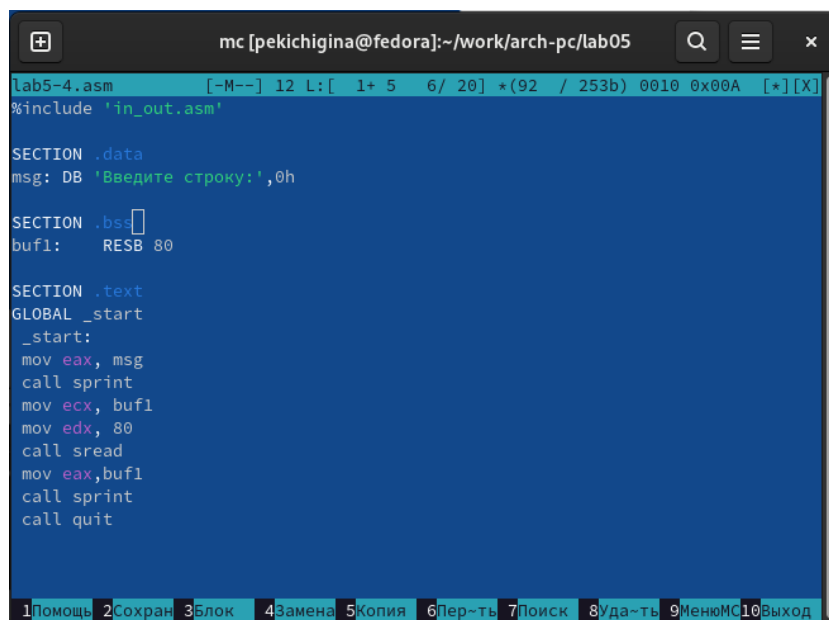 mc [pekichigina@fedora]:~/work/arch-pc/lab05
lab5-4.asm [-M--] 12 L:[ 1+ 5 6/ 20] *(92 / 253b) 0010 0x00A [*][X]
%include 'in_out.asm'
SECTION .data
msg: DB 'Введите строку:',0h
SECTION .bss
buf1: RESB 80
SECTION .text
GLOBAL _start
_start:
mov eax, msg
call sprint
mov ecx, buf1
mov edx, 80
call sread
mov eax,buf1
call sprint
call quit
1Помощь 2Сохран 3Блок 4Замена 5Копия 6Пер~ть 7Поиск 8Уда~ть 9МенюМС10Выход